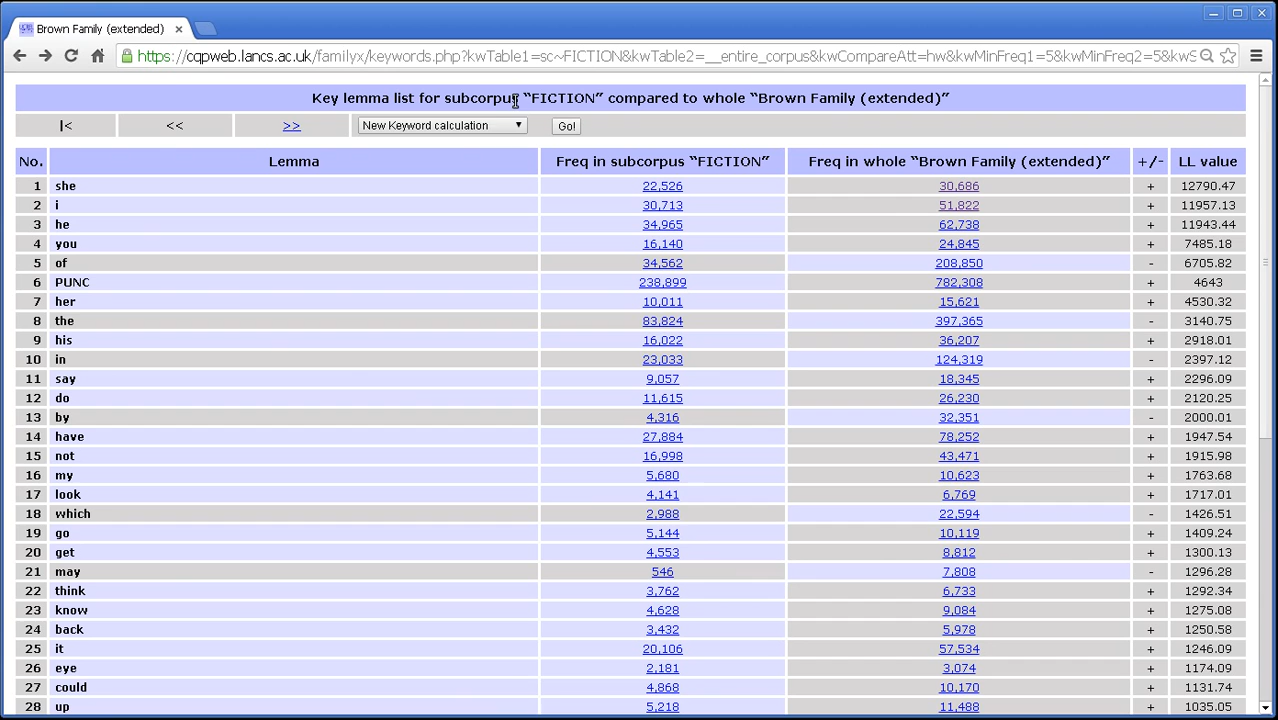 Brown Family (extended)
https://cqpweb.lancs.ac.uk/familyx/keywords.php?kwTable1=sc~FICTION&kwTable2=__entire_corpus&kwCompareAtt=hw&kwMinFreq1=5&kwMinFreq2=5&kwS
Key lemma list for subcorpus “FICTION” compared to whole “Brown Family (extended)”
|< << >> New Keyword calculation Go!
No. Lemma Freq in subcorpus “FICTION” Freq in whole “Brown Family (extended)” +/- LL value
1 she 22,526 30,686 + 12790.47
2 i 30,713 51,822 + 11957.13
3 he 34,965 62,738 + 11943.44
4 you 16,140 24,845 + 7485.18
5 of 34,562 208,850 - 6705.82
6 PUNC 238,899 782,308 + 4643
7 her 10,011 15,621 + 4530.32
8 the 83,824 397,365 - 3140.75
9 his 16,022 36,207 + 2918.01
10 in 23,033 124,319 - 2397.12
11 say 9,057 18,345 + 2296.09
12 do 11,615 26,230 + 2120.25
13 by 4,316 32,351 - 2000.01
14 have 27,884 78,252 + 1947.54
15 not 16,998 43,471 + 1915.98
16 my 5,680 10,623 + 1763.68
17 look 4,141 6,769 + 1717.01
18 which 2,988 22,594 - 1426.51
19 go 5,144 10,119 + 1409.24
20 get 4,553 8,812 + 1300.13
21 may 546 7,808 - 1296.28
22 think 3,762 6,733 + 1292.34
23 know 4,628 9,084 + 1275.08
24 back 3,432 5,978 + 1250.58
25 it 20,106 57,534 + 1246.09
26 eye 2,181 3,074 + 1174.09
27 could 4,868 10,170 + 1131.74
28 up 5,218 11,488 + 1035.05